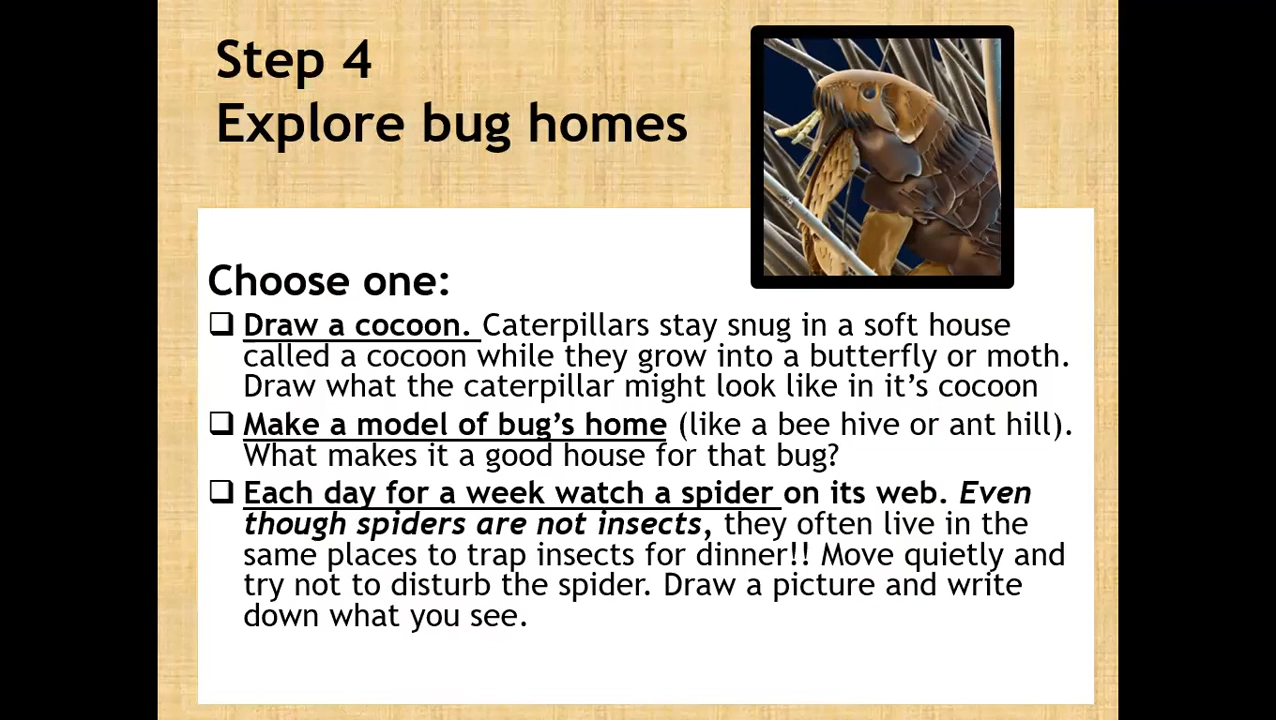 Step 4
Explore bug homes
Choose one:
❑ Draw a cocoon. Caterpillars stay snug in a soft house
called a cocoon while they grow into a butterfly or moth.
Draw what the caterpillar might look like in it’s cocoon
❑ Make a model of bug’s home (like a bee hive or ant hill).
What makes it a good house for that bug?
❑ Each day for a week watch a spider on its web. Even
though spiders are not insects, they often live in the
same places to trap insects for dinner!! Move quietly and
try not to disturb the spider. Draw a picture and write
down what you see.